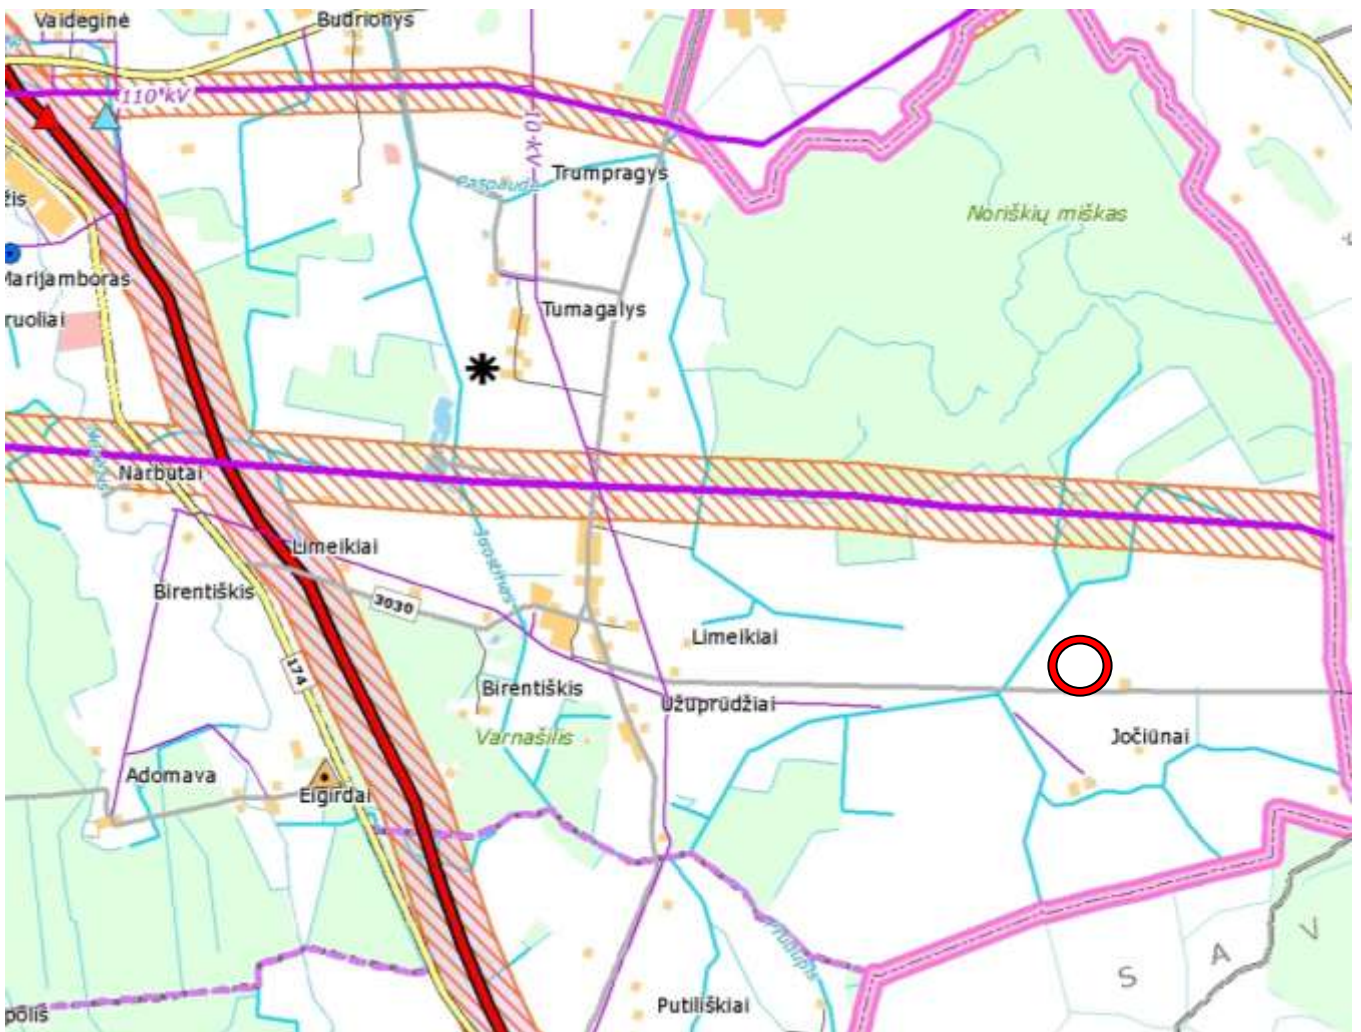 Vaideginė
Budrionys
110 kV
10 kV
Paspauda
Trumpragys
Noriškių miškas
žis
Marijamboras
ruoliai
Tumagalys
Narbutai
Limeikiai
Birentiškis
3030
174
Limeikiai
Birentiškis
Užuprūdžiai
Varnašilis
Jočiūnai
Adomava
Eigirdai
S A V
Putiliškiai
polis